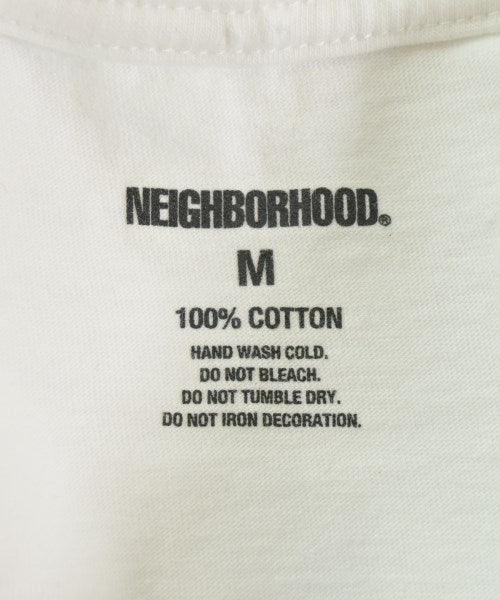 NEIGHBORHOOD®
M
100% COTTON
HAND WASH COLD.
DO NOT BLEACH.
DO NOT TUMBLE DRY.
DO NOT IRON DECORATION.